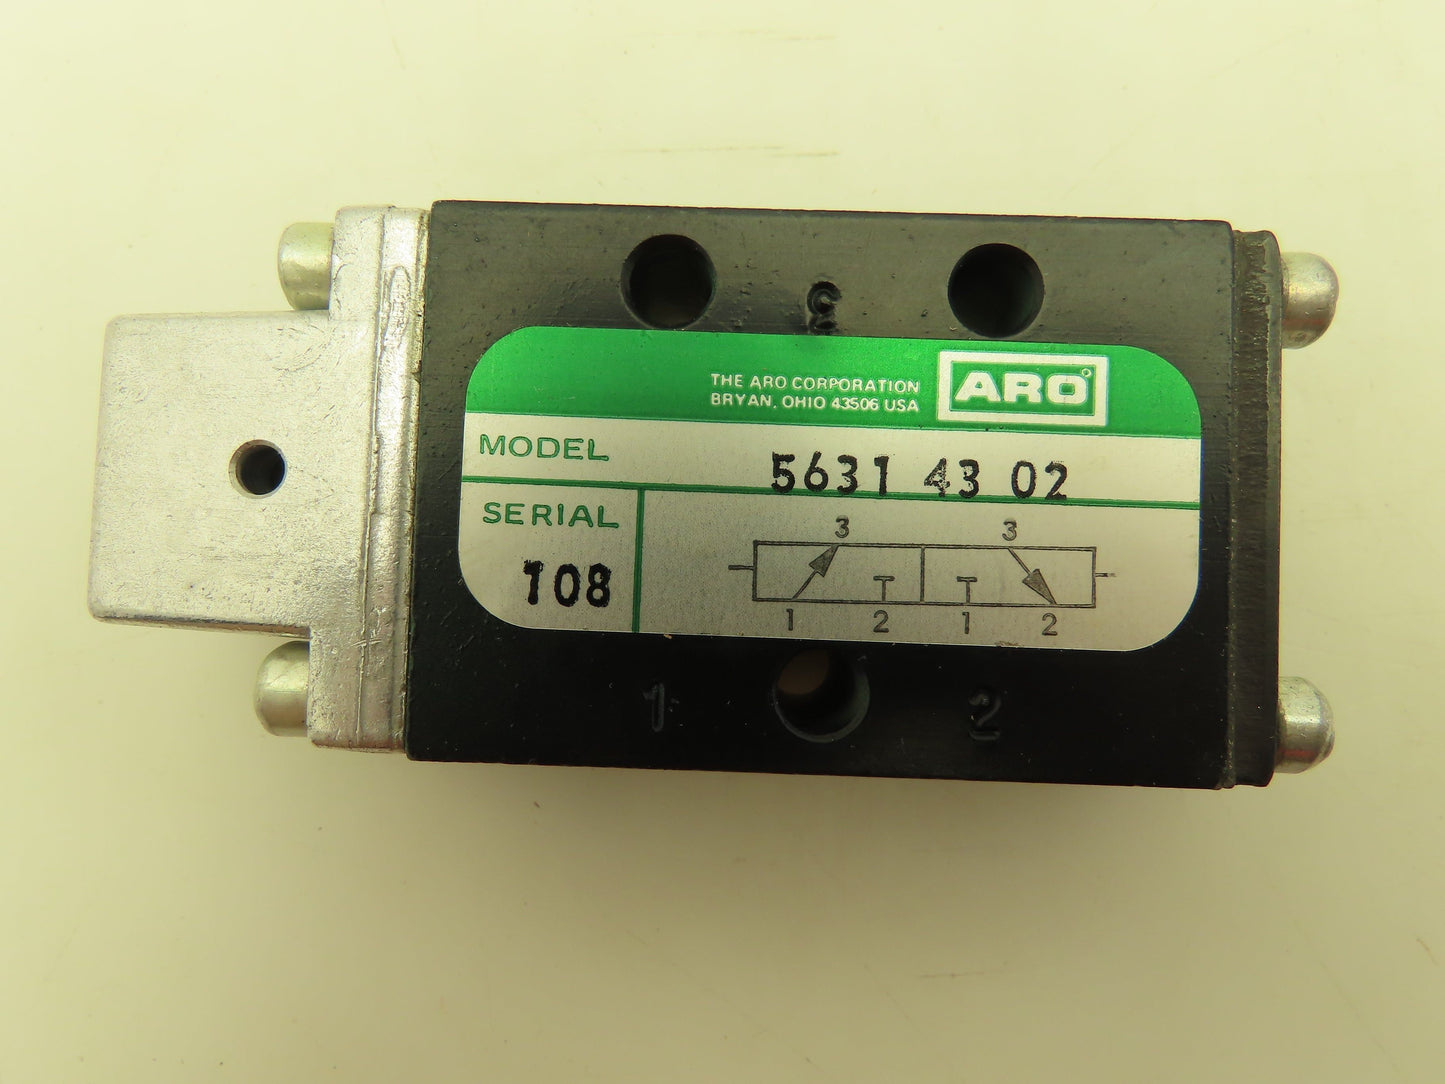 3
THE ARO CORPORATION
BRYAN, OHIO 43506 USA
ARO
MODEL 5631 43 02
SERIAL
108
3 3
1 2 1 2
1 2